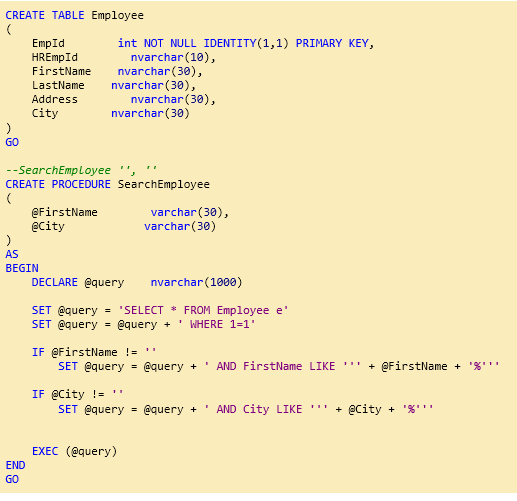 CREATE TABLE Employee
(
    EmpId        int NOT NULL IDENTITY(1,1) PRIMARY KEY,
    HREmpId        nvarchar(10),
    FirstName    nvarchar(30),
    LastName    nvarchar(30),
    Address        nvarchar(30),
    City        nvarchar(30)
)
GO

--SearchEmployee '', ''
CREATE PROCEDURE SearchEmployee
(
    @FirstName        varchar(30),
    @City            varchar(30)
)
AS
BEGIN
    DECLARE @query    nvarchar(1000)

    SET @query = 'SELECT * FROM Employee e'
    SET @query = @query + ' WHERE 1=1'

    IF @FirstName != ''
        SET @query = @query + ' AND FirstName LIKE ''' + @FirstName + '%'''

    IF @City != ''
        SET @query = @query + ' AND City LIKE ''' + @City + '%'''


    EXEC (@query)
END
GO